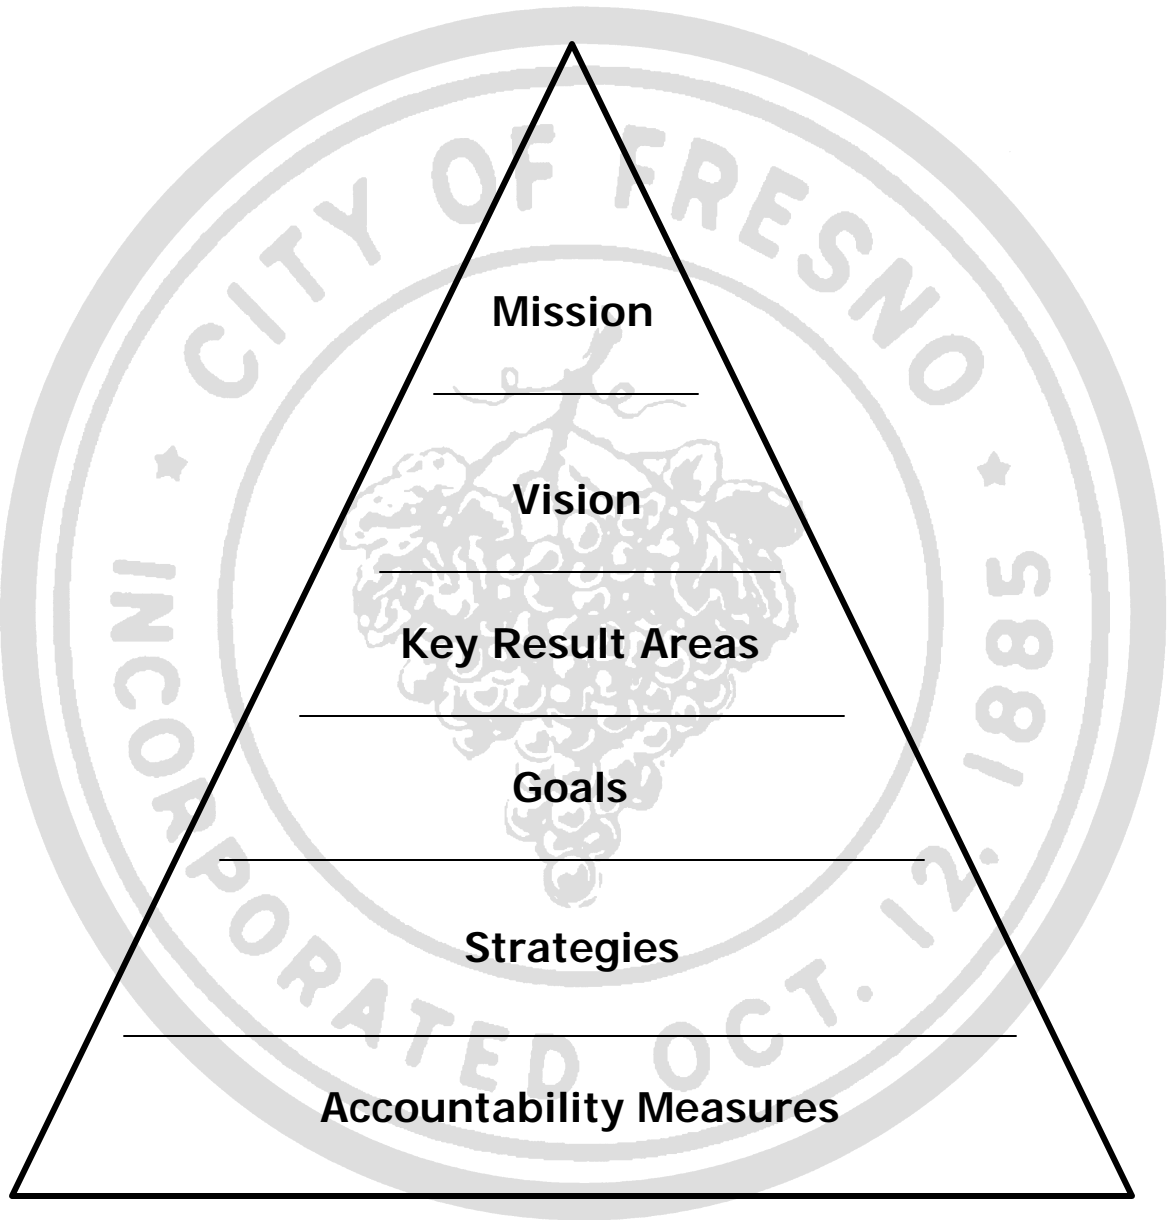 CITY OF FRESNO
Mission
Vision
Key Result Areas
Goals
Strategies
Accountability Measures
INCORPORATED OCT. 12. 1885